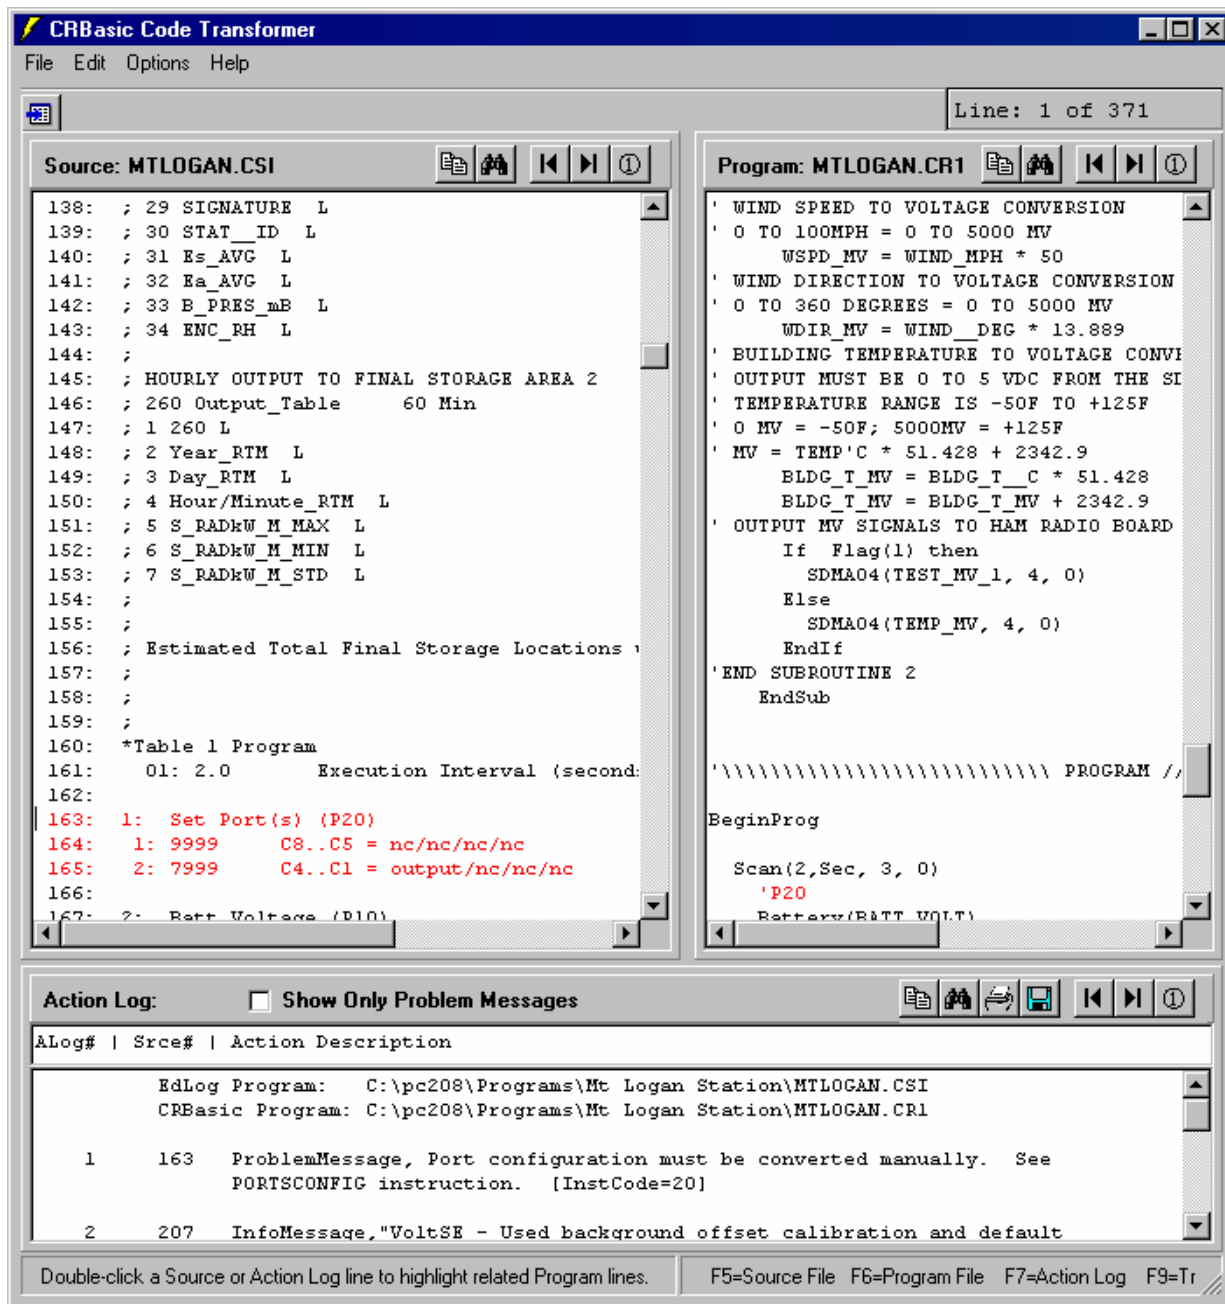 CRBasic Code Transformer
File Edit Options Help
Line: 1 of 371
Source: MTLOGAN.CSI
138: ; 29 SIGNATURE L
139: ; 30 STAT__ID L
140: ; 31 Es_AVG L
141: ; 32 Ea_AVG L
142: ; 33 B_PRES_mB L
143: ; 34 ENC_RH L
144: ;
145: ; HOURLY OUTPUT TO FINAL STORAGE AREA 2
146: ; 260 Output_Table 60 Min
147: ; 1 260 L
148: ; 2 Year_RTM L
149: ; 3 Day_RTM L
150: ; 4 Hour/Minute_RTM L
151: ; 5 S_RADkW_M_MAX L
152: ; 6 S_RADkW_M_MIN L
153: ; 7 S_RADkW_M_STD L
154: ;
155: ;
156: ; Estimated Total Final Storage Locations
157: ;
158: ;
159: ;
160: *Table 1 Program
161: 01: 2.0 Execution Interval (second
162:
163: 1: Set Port(s) (P20)
164: 1: 9999 C8..C5 = nc/nc/nc/nc
165: 2: 7999 C4..C1 = output/nc/nc/nc
166:
167: 2: Batt Voltage (P10)
Program: MTLOGAN.CR1
' WIND SPEED TO VOLTAGE CONVERSION
' 0 TO 100MPH = 0 TO 5000 MV
WSPD_MV = WIND_MPH * 50
' WIND DIRECTION TO VOLTAGE CONVERSION
' 0 TO 360 DEGREES = 0 TO 5000 MV
WDIR_MV = WIND__DEG * 13.889
' BUILDING TEMPERATURE TO VOLTAGE CONVE
' OUTPUT MUST BE 0 TO 5 VDC FROM THE SI
' TEMPERATURE RANGE IS -50F TO +125F
' 0 MV = -50F; 5000MV = +125F
' MV = TEMP'C * 51.428 + 2342.9
BLDG_T_MV = BLDG_T__C * 51.428
BLDG_T_MV = BLDG_T_MV + 2342.9
' OUTPUT MV SIGNALS TO HAM RADIO BOARD
If Flag(1) then
SDMAO4(TEST_MV_1, 4, 0)
Else
SDMAO4(TEMP_MV, 4, 0)
EndIf
'END SUBROUTINE 2
EndSub
'\\\\\\\\\\\\\\\\\\\\\\\\\\\ PROGRAM //
BeginProg
Scan(2,Sec, 3, 0)
'P20
Battery(BATT_VOLT)
Action Log: Show Only Problem Messages
ALog# | Srce# | Action Description
EdLog Program: C:\pc208\Programs\Mt Logan Station\MTLOGAN.CSI
CRBasic Program: C:\pc208\Programs\Mt Logan Station\MTLOGAN.CR1
1 163 ProblemMessage, Port configuration must be converted manually. See
PORTSCONFIG instruction. [InstCode=20]
2 207 InfoMessage,"VoltSE - Used background offset calibration and default
Double-click a Source or Action Log line to highlight related Program lines.
F5=Source File F6=Program File F7=Action Log F9=Tr